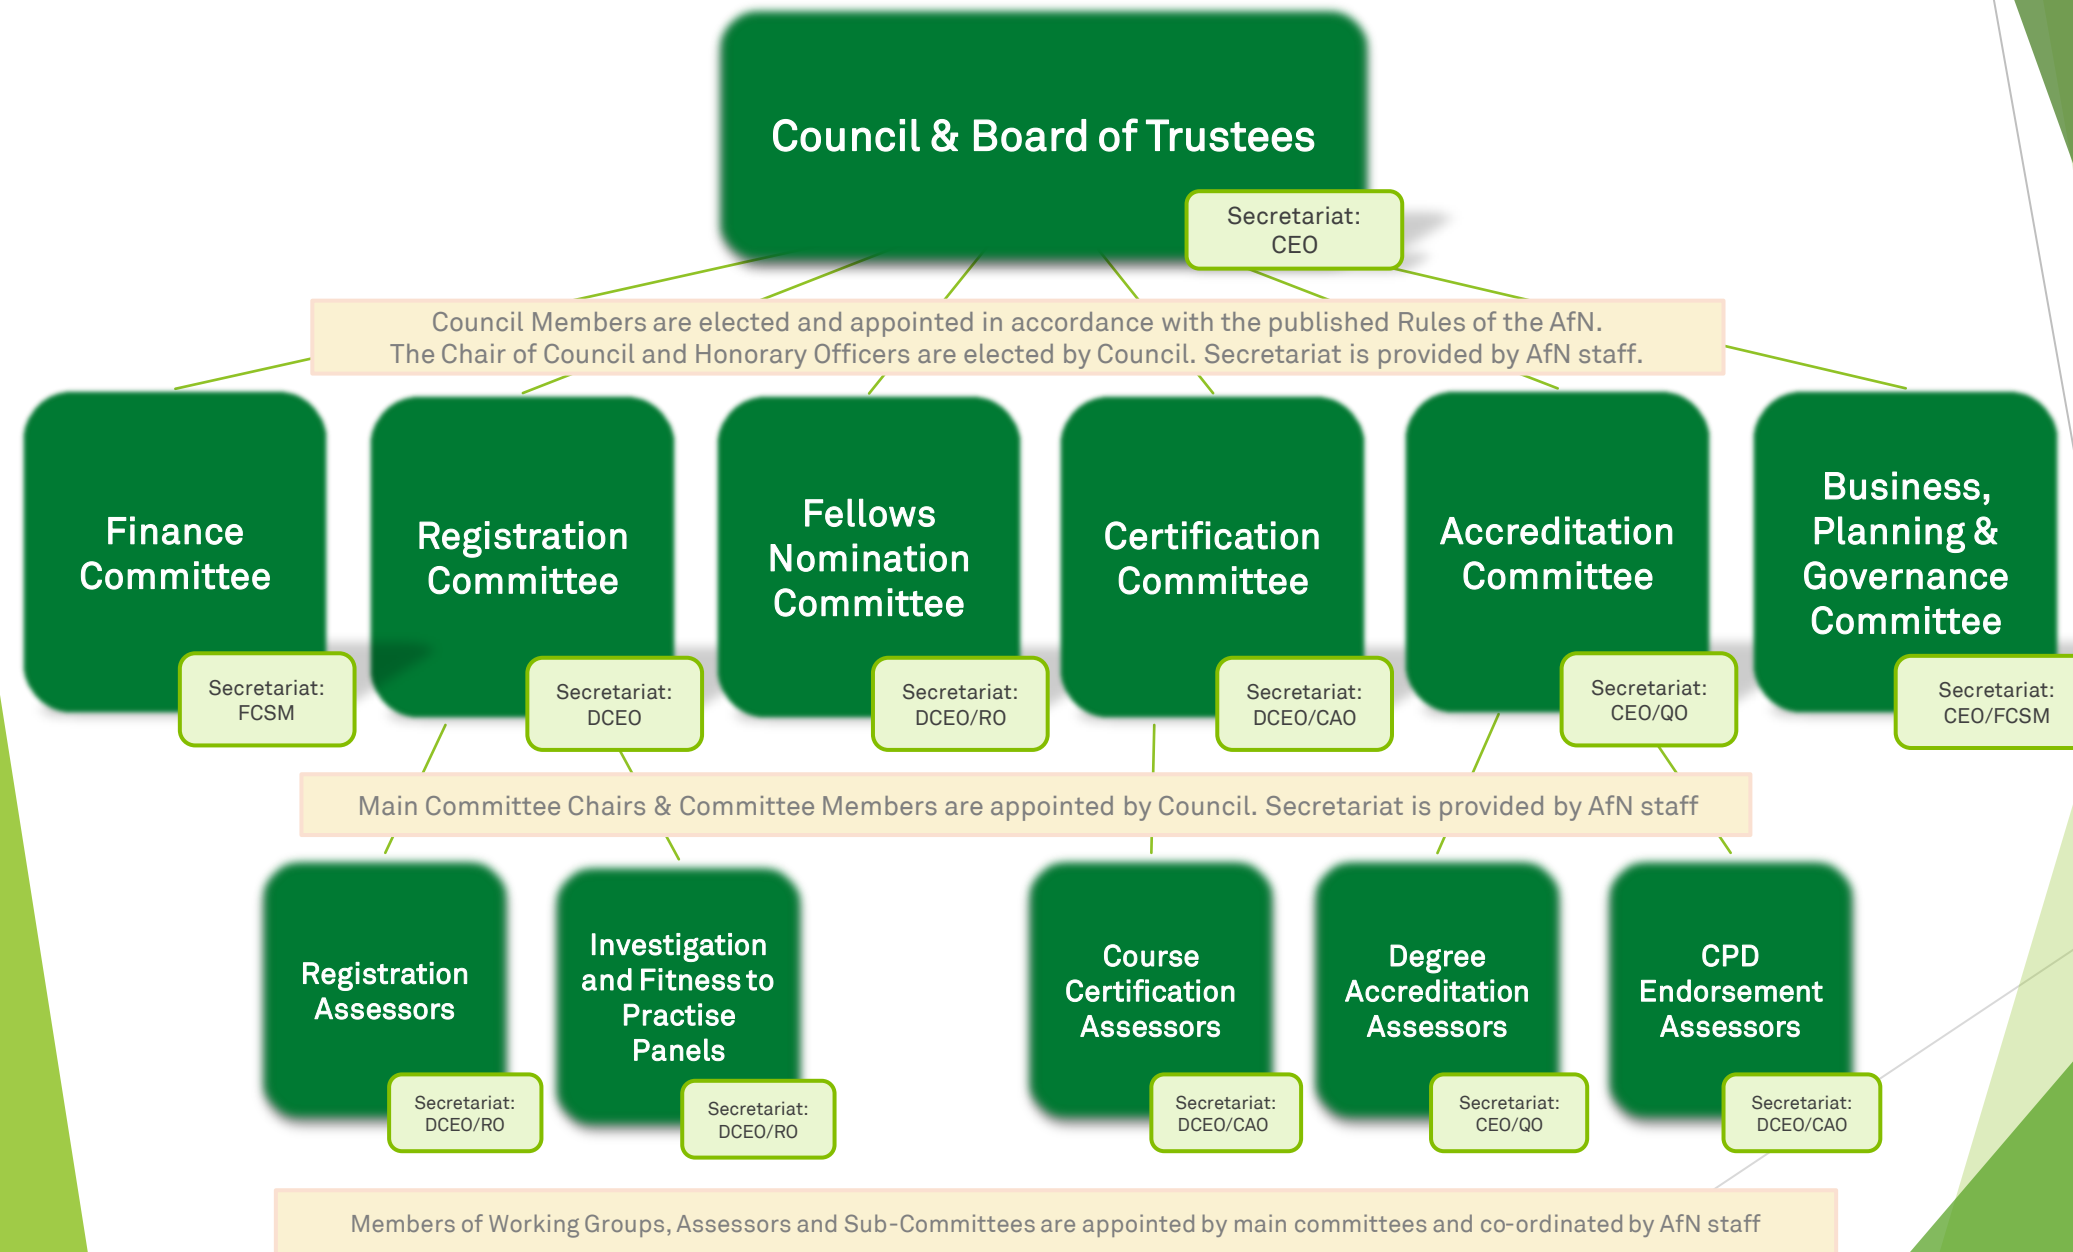 Council & Board of Trustees
Secretariat:
CEO
Council Members are elected and appointed in accordance with the published Rules of the AfN.
The Chair of Council and Honorary Officers are elected by Council. Secretariat is provided by AfN staff.
Finance
Committee
Secretariat:
FCSM
Registration
Committee
Secretariat:
DCEO
Fellows
Nomination
Committee
Secretariat:
DCEO/RO
Certification
Committee
Secretariat:
DCEO/CAO
Accreditation
Committee
Secretariat:
CEO/QO
Business,
Planning &
Governance
Committee
Secretariat:
CEO/FCSM
Main Committee Chairs & Committee Members are appointed by Council. Secretariat is provided by AfN staff
Registration
Assessors
Secretariat:
DCEO/RO
Investigation
and Fitness to
Practise
Panels
Secretariat:
DCEO/RO
Course
Certification
Assessors
Secretariat:
DCEO/CAO
Degree
Accreditation
Assessors
Secretariat:
CEO/QO
CPD
Endorsement
Assessors
Secretariat:
DCEO/CAO
Members of Working Groups, Assessors and Sub-Committees are appointed by main committees and co-ordinated by AfN staff